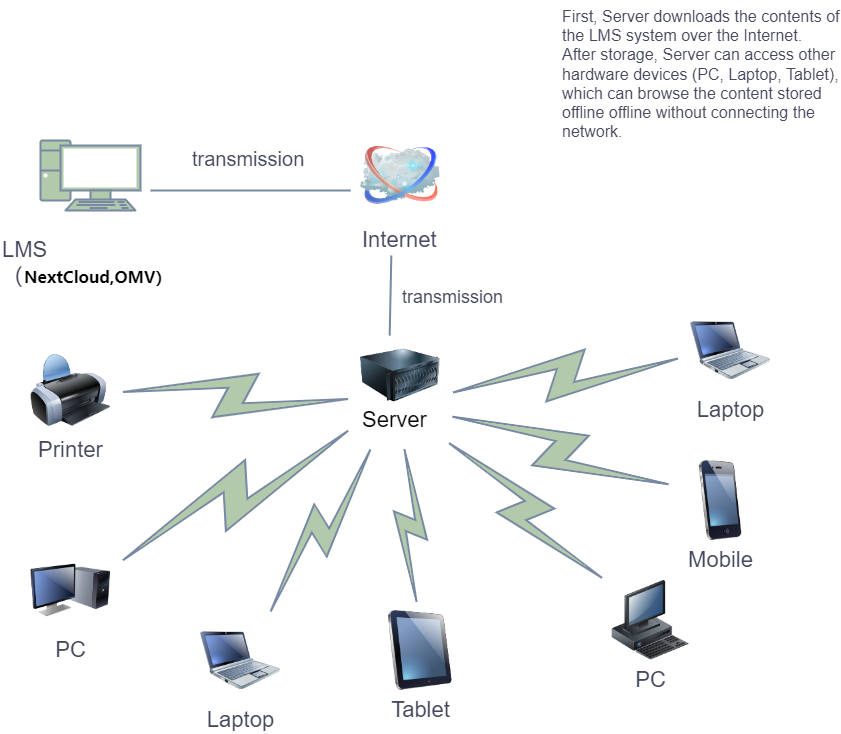 First, Server downloads the contents of
the LMS system over the Internet.
After storage, Server can access other
hardware devices (PC, Laptop, Tablet),
which can browse the content stored
offline offline without connecting the
network.
transmission
LMS
（NextCloud,OMV)
Internet
transmission
Server
Printer
Laptop
Mobile
PC
PC
Laptop
Tablet